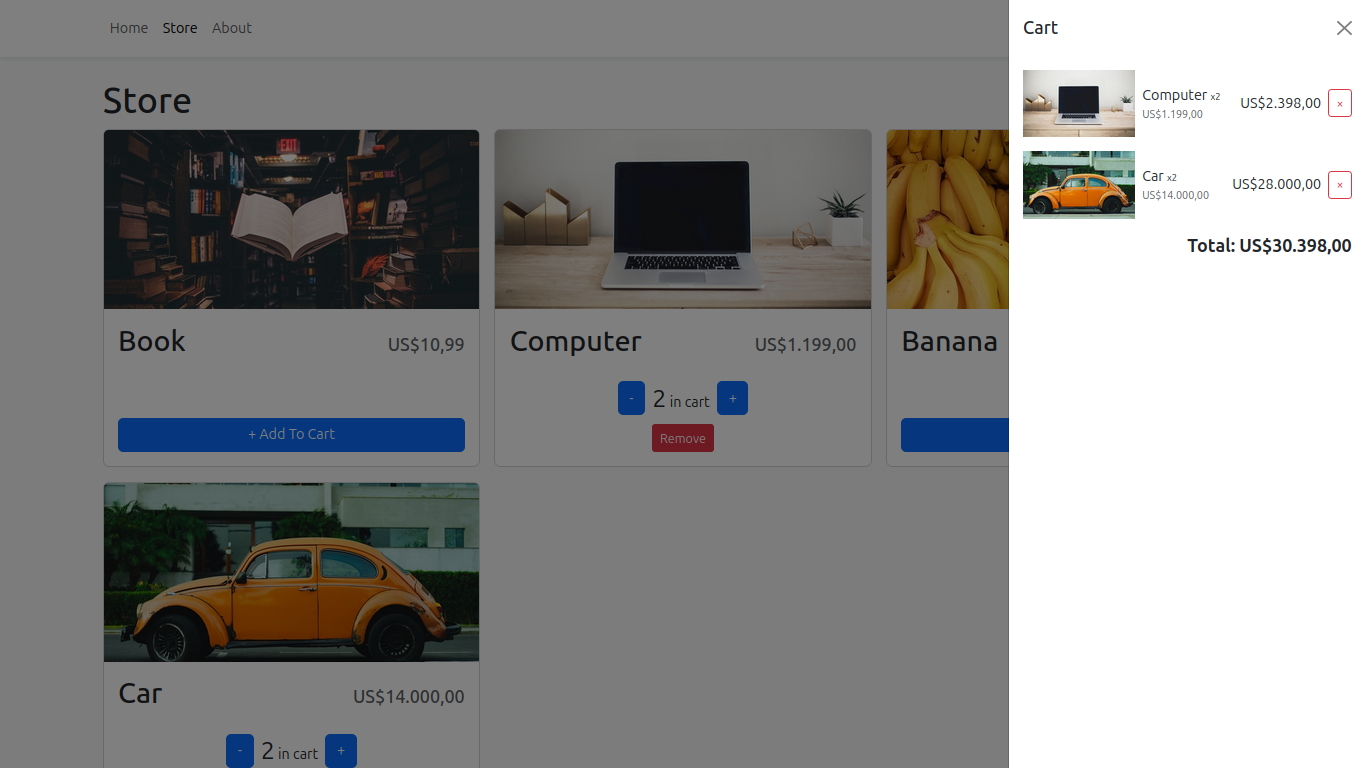 Home Store About
Store
EXIT
Book US$10,99
+ Add To Cart
Computer US$1.199,00
- 2 in cart +
Remove
Banana
Car US$14.000,00
- 2 in cart +
Cart
Computer x2
US$1.199,00
US$2.398,00 ×
Car x2
US$14.000,00
US$28.000,00 ×
Total: US$30.398,00